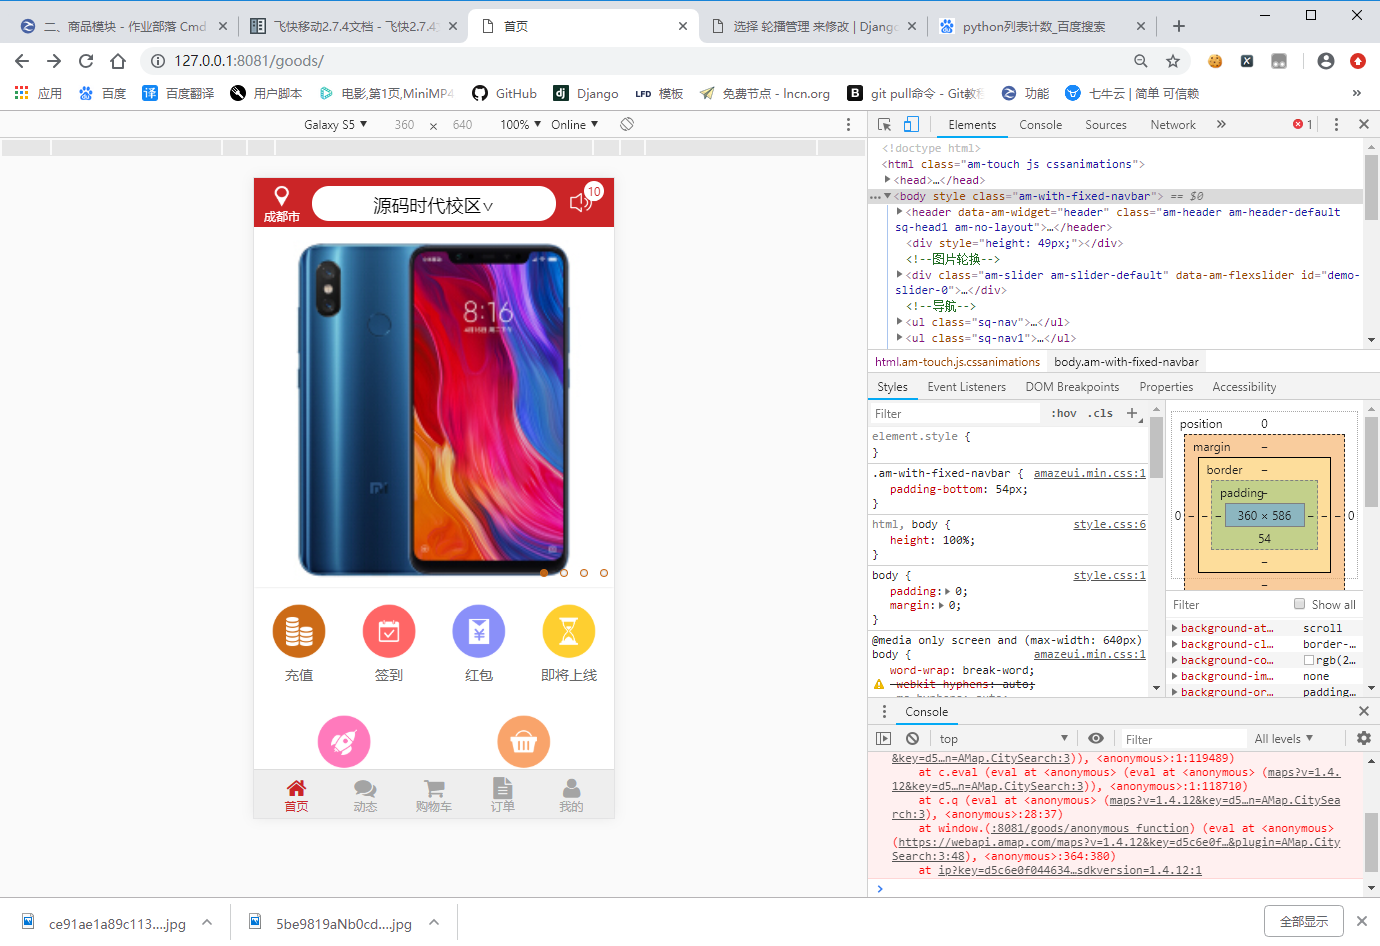 二、商品模块 - 作业部落 Cmd
飞快移动2.7.4文档 - 飞快2.7.4
首页
选择 轮播管理 来修改 | Django
python列表计数_百度搜索
127.0.0.1:8081/goods/
应用
百度
百度翻译
用户脚本
电影,第1页,MiniMP4
GitHub
Django
LFD 模板
免费节点 - lncn.org
git pull命令 - Git教程
功能
七牛云 | 简单 可信赖
»
Galaxy S5 ▼ 360 × 640 100% ▼ Online ▼
成都市
源码时代校区∨
10
8:16
充值
签到
红包
即将上线
首页
动态
购物车
订单
我的
Elements Console Sources Network » 1
<!doctype html>
<html class="am-touch js cssanimations">
<head>…</head>
…<body style class="am-with-fixed-navbar"> == $0
<header data-am-widget="header" class="am-header am-header-default
sq-head1 am-no-layout">…</header>
<div style="height: 49px;"></div>
<!--图片轮换-->
<div class="am-slider am-slider-default" data-am-flexslider id="demo-
slider-0">…</div>
<!--导航-->
<ul class="sq-nav">…</ul>
<ul class="sq-nav1">…</ul>
html.am-touch.js.cssanimations body.am-with-fixed-navbar
Styles Event Listeners DOM Breakpoints Properties Accessibility
Filter :hov .cls +
element.style {
}
.am-with-fixed-navbar { amazeui.min.css:1
padding-bottom: 54px;
}
html, body { style.css:6
height: 100%;
}
body { style.css:1
padding: 0;
margin: 0;
}
@media only screen and (max-width: 640px)
body { amazeui.min.css:1
word-wrap: break-word;
-webkit-hyphens: auto;
-ms-hyphens: auto;
position 0
margin –
border –
padding –
0 – – – 360 × 586 – – – 0
54
–
–
Filter Show all
background-at… scroll
background-cl… border-…
background-co… rgb(2…
background-im… none
background-or… padding…
Console
top ▼ Filter All levels ▼
&key=d5…n=AMap.CitySearch:3)), <anonymous>:1:119489)
at c.eval (eval at <anonymous> (eval at <anonymous> (maps?v=1.4.
12&key=d5…n=AMap.CitySearch:3)), <anonymous>:1:118710)
at c.q (eval at <anonymous> (maps?v=1.4.12&key=d5…n=AMap.CitySea
rch:3), <anonymous>:28:37)
at window.(:8081/goods/anonymous function) (eval at <anonymous>
(https://webapi.amap.com/maps?v=1.4.12&key=d5c6e0f…&plugin=AMap.City
Search:3:48), <anonymous>:364:380)
at ip?key=d5c6e0f044634…sdkversion=1.4.12:1
ce91ae1a89c113….jpg
5be9819aNb0cd….jpg
全部显示